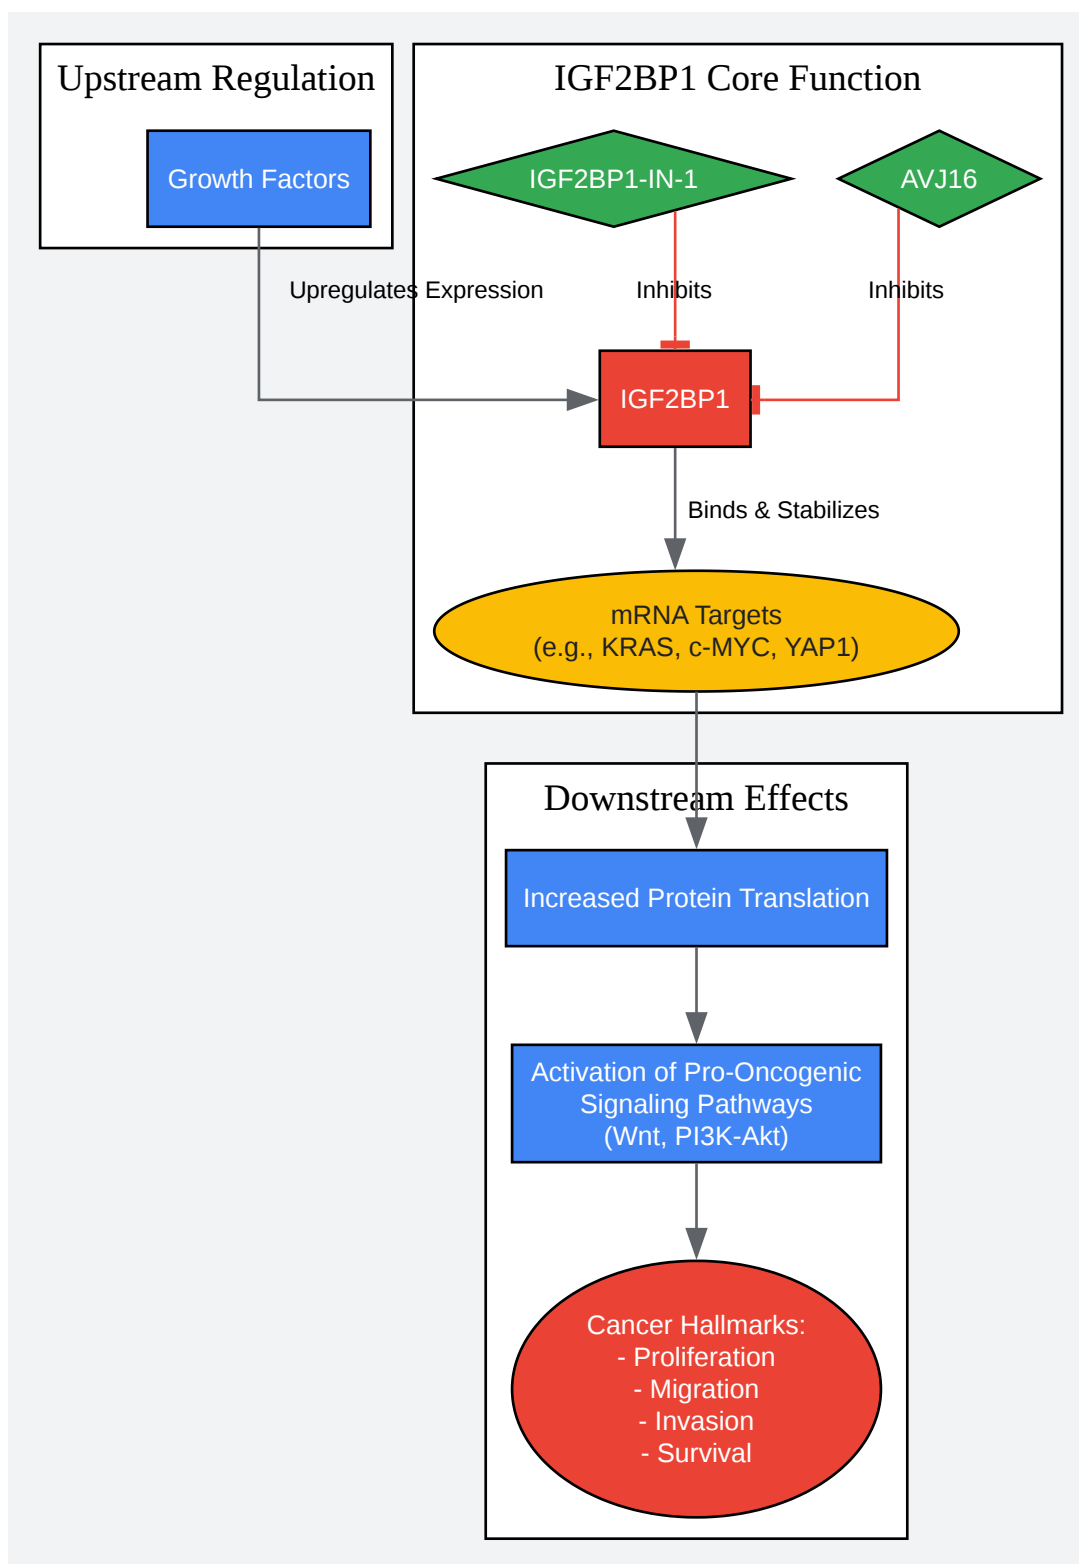 Upstream Regulation
IGF2BP1 Core Function
Growth Factors
IGF2BP1-IN-1
AVJ16
Upregulates Expression
Inhibits
Inhibits
IGF2BP1
Binds & Stabilizes
mRNA Targets
(e.g., KRAS, c-MYC, YAP1)
Downstream Effects
Increased Protein Translation
Activation of Pro-Oncogenic
Signaling Pathways
(Wnt, PI3K-Akt)
Cancer Hallmarks:
- Proliferation
- Migration
- Invasion
- Survival